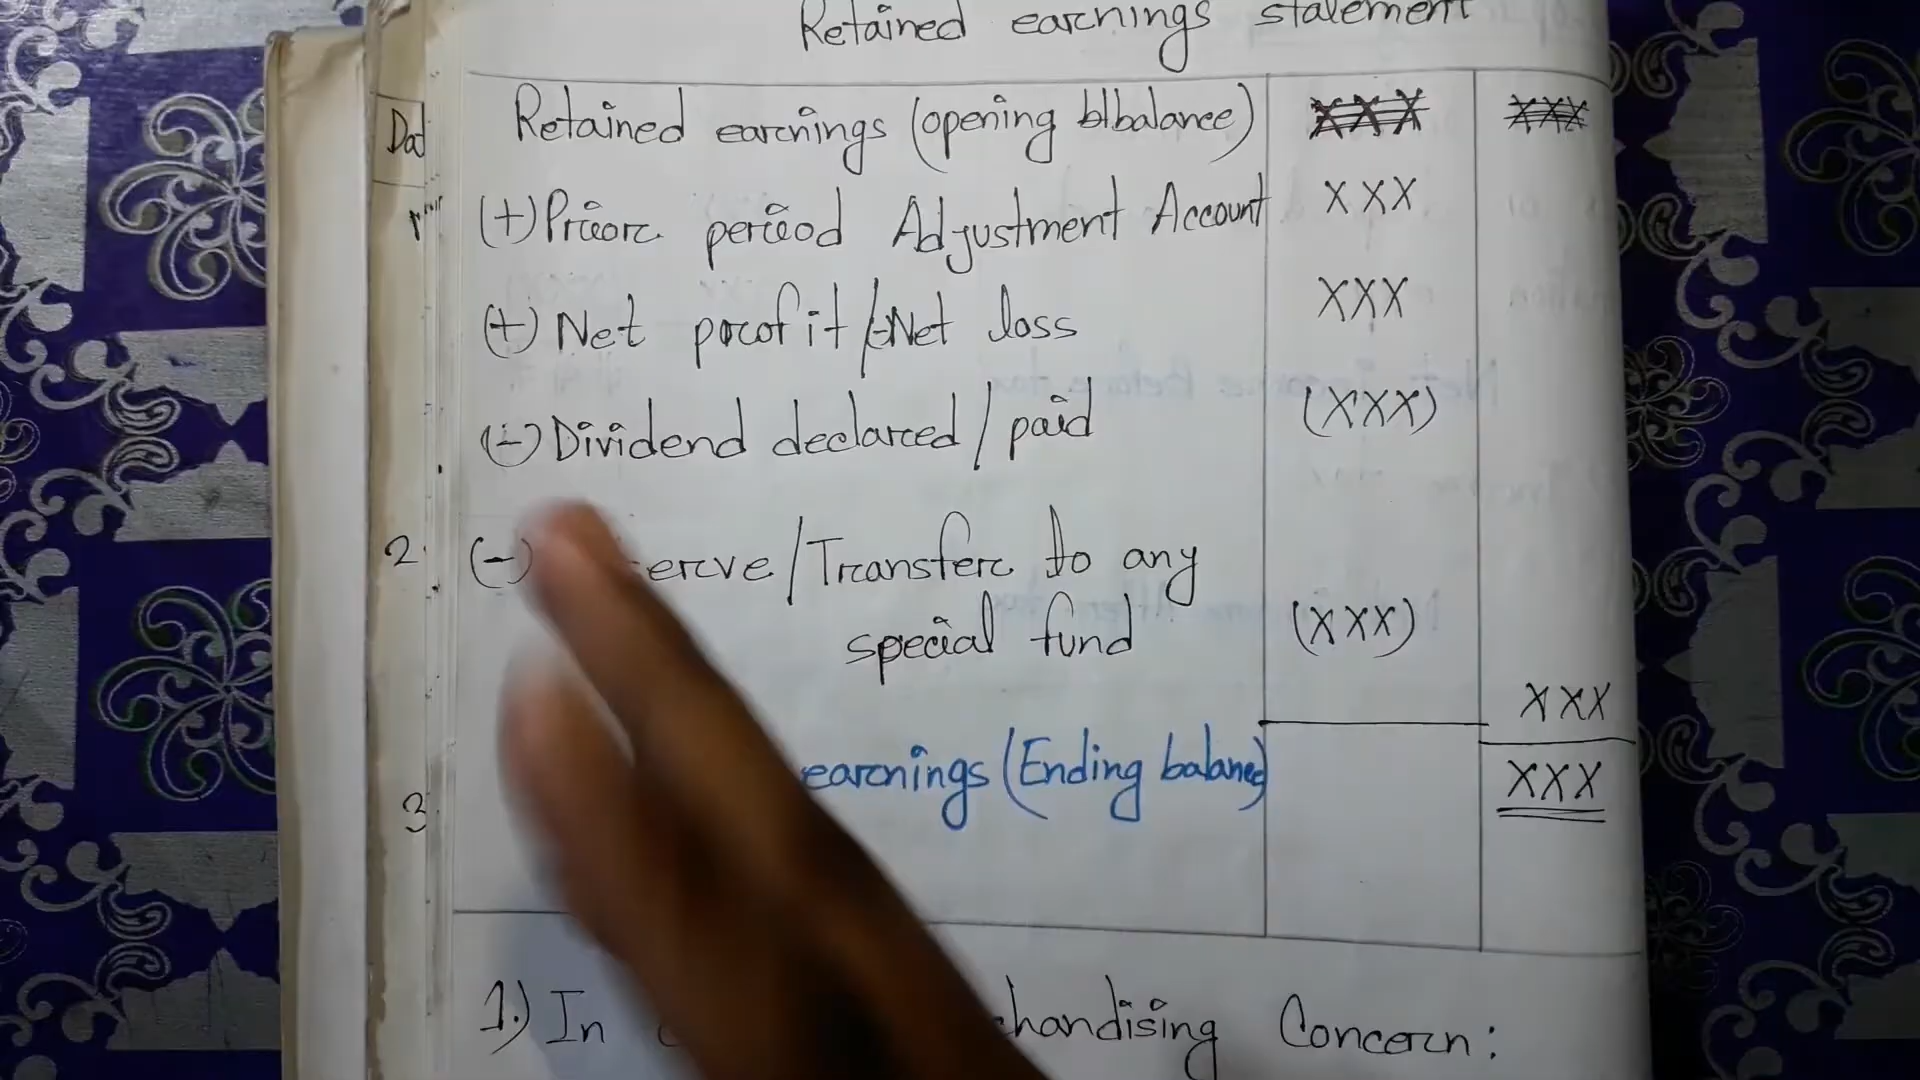 Retained earnings statement
Dat
Retained earnings (opening blbalance) XXX XXX
(+) Prior period Adjustment Account XXX
(+) Net profit/(-)Net loss XXX
(-) Dividend declared/paid (XXX)
2. (-) serve/Transfer to any
special fund (XXX)
XXX
3 earnings (Ending balance) XXX
1.) In chandising Concern: